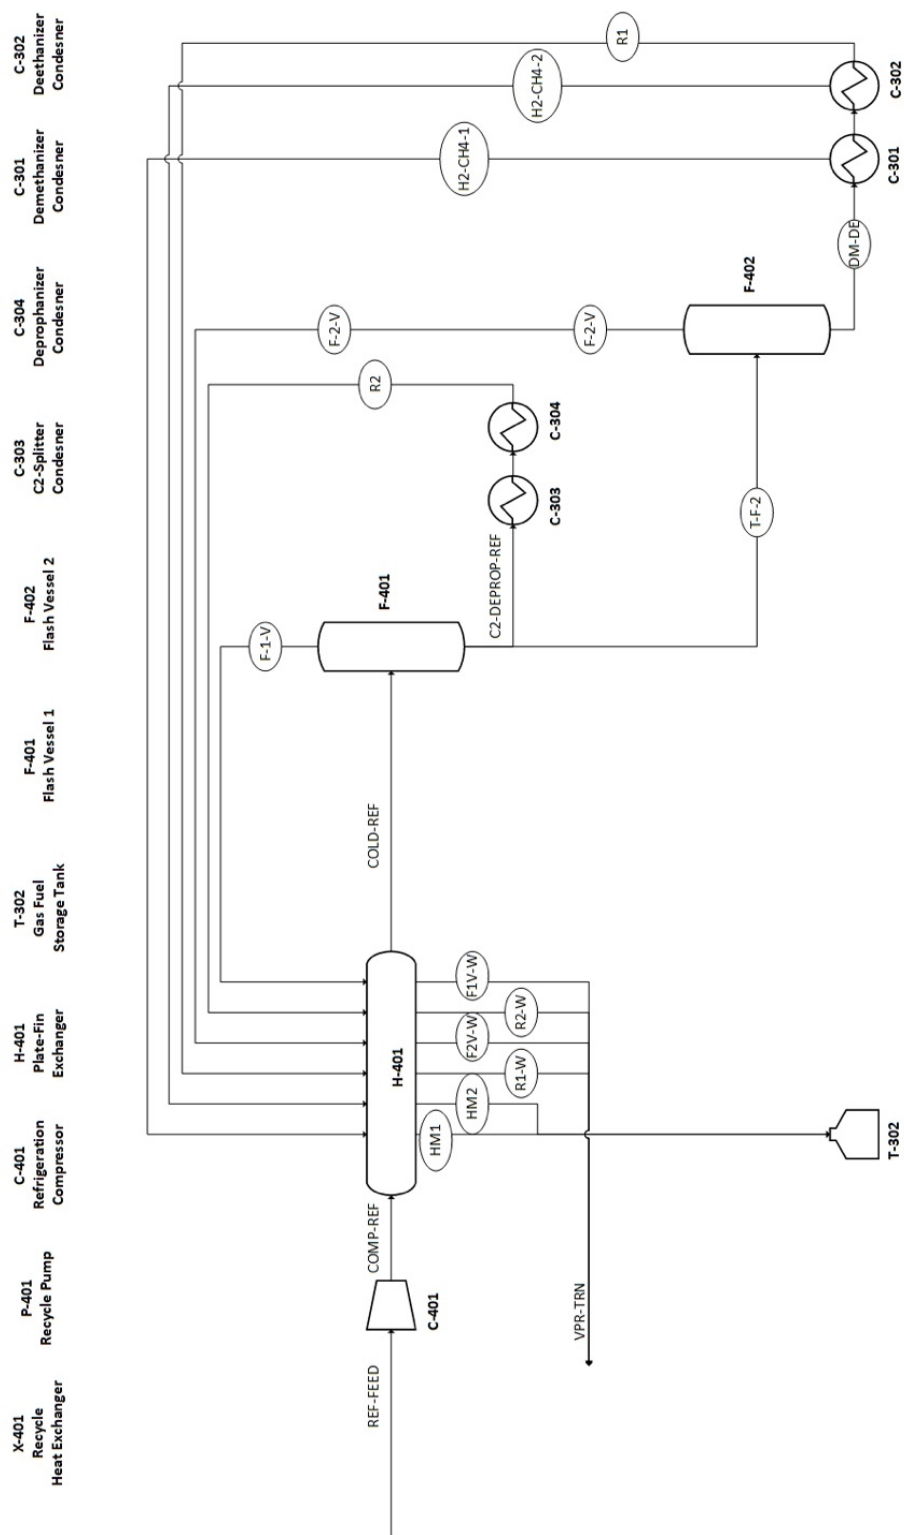 X-401
Recycle
Heat Exchanger
P-401
Recycle Pump
C-401
Refrigeration
Compressor
H-401
Plate-Fin
Exchanger
T-302
Gas Fuel
Storage Tank
F-401
Flash Vessel 1
F-402
Flash Vessel 2
C-303
C2-Splitter
Condesner
C-304
Deprophanizer
Condesner
C-301
Demethanizer
Condesner
C-302
Deethanizer
Condesner
R1
H2-CH4-2
H2-CH4-1
F-2-V
F-2-V
R2
F-1-V
REF-FEED
C-401
COMP-REF
H-401
COLD-REF
F-401
C2-DEPROP-REF
C-303
C-304
T-F-2
F-402
DM-DE
C-301
C-302
HM1
HM2
R1-W
F2V-W
R2-W
F1V-W
VPR-TRN
T-302